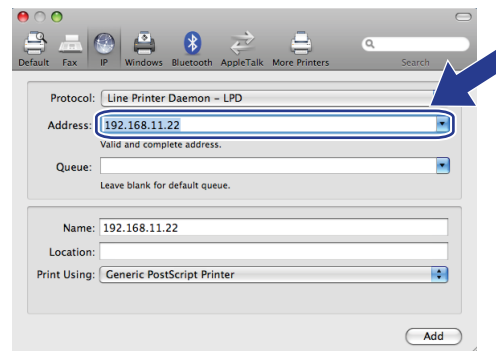 Default Fax IP Windows Bluetooth AppleTalk More Printers Search
Protocol: Line Printer Daemon – LPD
Address: 192.168.11.22
Valid and complete address.
Queue:
Leave blank for default queue.
Name: 192.168.11.22
Location:
Print Using: Generic PostScript Printer
Add